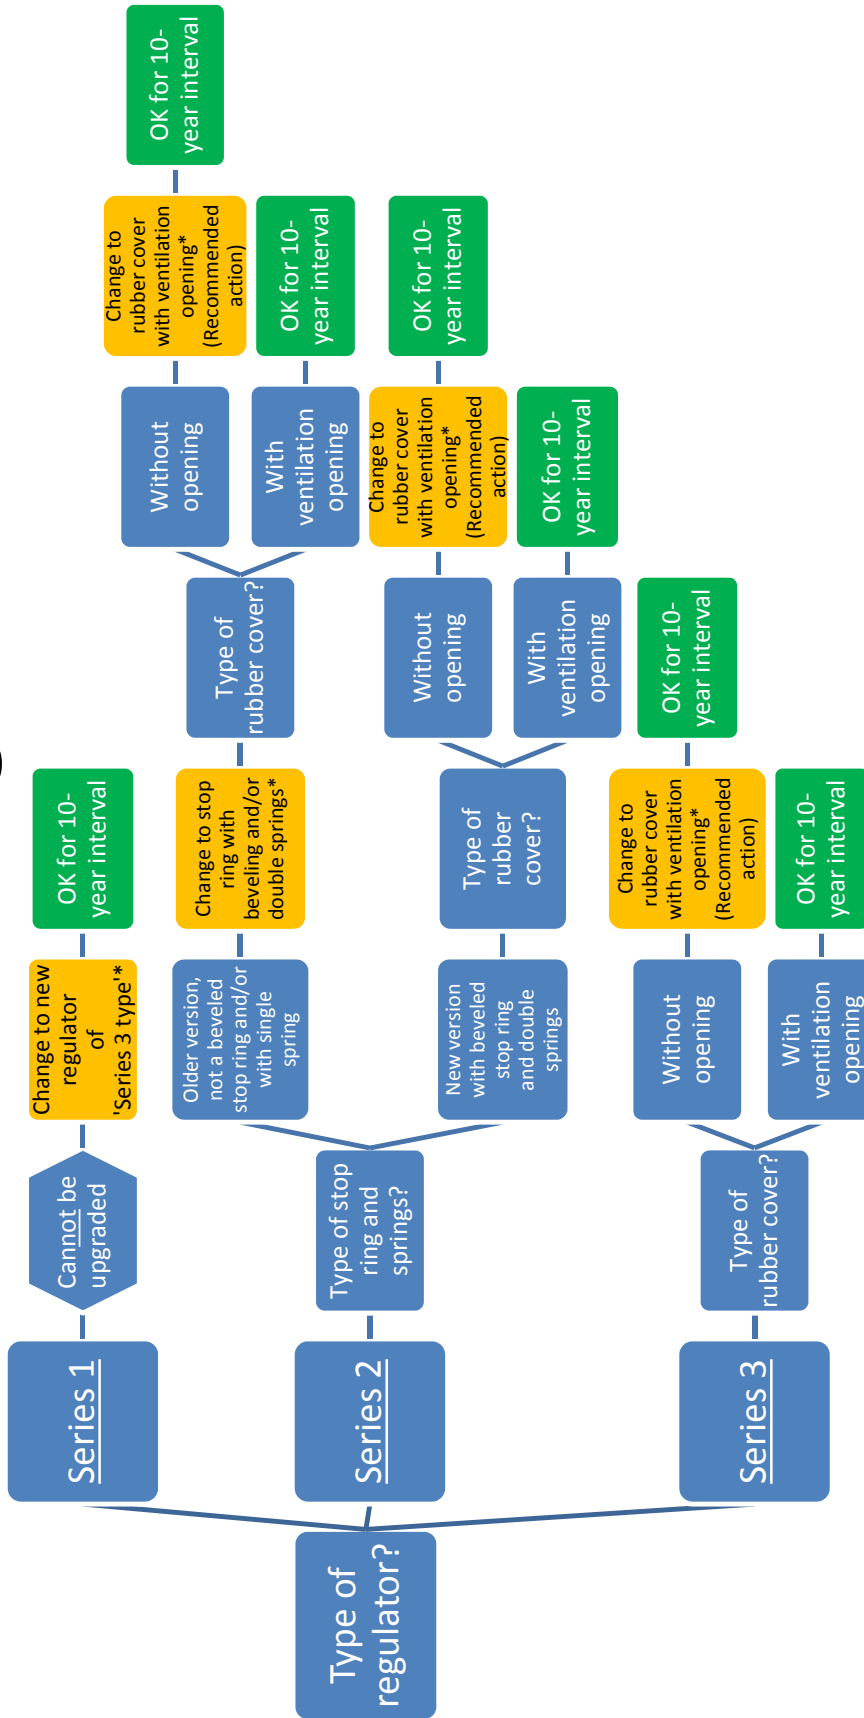 Type of
regulator?
Series 1
Cannot be
upgraded
Change to new
regulator
of
'Series 3 type'*
OK for 10-
year interval
Series 2
Type of stop
ring and
springs?
Older version,
not a beveled
stop ring and/or
with single
spring
Change to stop
ring with
beveling and/or
double springs*
Type of
rubber cover?
Without
opening
Change to
rubber cover
with ventilation
opening*
(Recommended
action)
OK for 10-
year interval
With
ventilation
opening
OK for 10-
year interval
New version
with beveled
stop ring
and double
springs
Type of
rubber
cover?
Without
opening
Change to
rubber cover
with ventilation
opening*
(Recommended
action)
OK for 10-
year interval
With
ventilation
opening
OK for 10-
year interval
Series 3
Type of
rubber cover?
Without
opening
Change to
rubber cover
with ventilation
opening*
(Recommended
action)
OK for 10-
year interval
With
ventilation
opening
OK for 10-
year interval